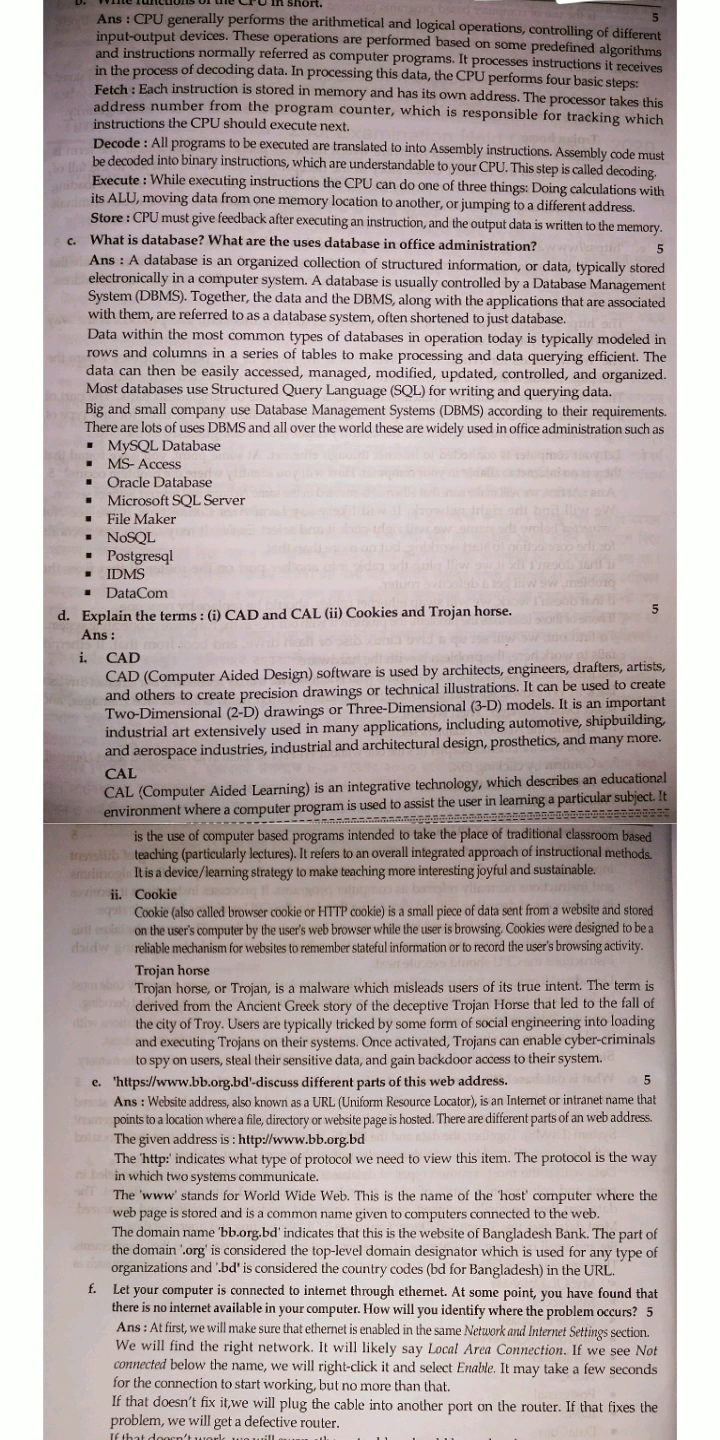 b. Write functions of the CPU in short. 5
Ans : CPU generally performs the arithmetical and logical operations, controlling of different
input-output devices. These operations are performed based on some predefined algorithms
and instructions normally referred as computer programs. It processes instructions it receives
in the process of decoding data. In processing this data, the CPU performs four basic steps:
Fetch : Each instruction is stored in memory and has its own address. The processor takes this
address number from the program counter, which is responsible for tracking which
instructions the CPU should execute next.
Decode : All programs to be executed are translated to into Assembly instructions. Assembly code must
be decoded into binary instructions, which are understandable to your CPU. This step is called decoding.
Execute : While executing instructions the CPU can do one of three things: Doing calculations with
its ALU, moving data from one memory location to another, or jumping to a different address.
Store : CPU must give feedback after executing an instruction, and the output data is written to the memory.
c. What is database? What are the uses database in office administration? 5
Ans : A database is an organized collection of structured information, or data, typically stored
electronically in a computer system. A database is usually controlled by a Database Management
System (DBMS). Together, the data and the DBMS, along with the applications that are associated
with them, are referred to as a database system, often shortened to just database.
Data within the most common types of databases in operation today is typically modeled in
rows and columns in a series of tables to make processing and data querying efficient. The
data can then be easily accessed, managed, modified, updated, controlled, and organized.
Most databases use Structured Query Language (SQL) for writing and querying data.
Big and small company use Database Management Systems (DBMS) according to their requirements.
There are lots of uses DBMS and all over the world these are widely used in office administration such as
▪ MySQL Database
▪ MS- Access
▪ Oracle Database
▪ Microsoft SQL Server
▪ File Maker
▪ NoSQL
▪ Postgresql
▪ IDMS
▪ DataCom
d. Explain the terms : (i) CAD and CAL (ii) Cookies and Trojan horse. 5
Ans :
i. CAD
CAD (Computer Aided Design) software is used by architects, engineers, drafters, artists,
and others to create precision drawings or technical illustrations. It can be used to create
Two-Dimensional (2-D) drawings or Three-Dimensional (3-D) models. It is an important
industrial art extensively used in many applications, including automotive, shipbuilding,
and aerospace industries, industrial and architectural design, prosthetics, and many more.
CAL
CAL (Computer Aided Learning) is an integrative technology, which describes an educational
environment where a computer program is used to assist the user in learning a particular subject. It
is the use of computer based programs intended to take the place of traditional classroom based
teaching (particularly lectures). It refers to an overall integrated approach of instructional methods.
It is a device/learning strategy to make teaching more interesting joyful and sustainable.
ii. Cookie
Cookie (also called browser cookie or HTTP cookie) is a small piece of data sent from a website and stored
on the user's computer by the user's web browser while the user is browsing. Cookies were designed to be a
reliable mechanism for websites to remember stateful information or to record the user's browsing activity.
Trojan horse
Trojan horse, or Trojan, is a malware which misleads users of its true intent. The term is
derived from the Ancient Greek story of the deceptive Trojan Horse that led to the fall of
the city of Troy. Users are typically tricked by some form of social engineering into loading
and executing Trojans on their systems. Once activated, Trojans can enable cyber-criminals
to spy on users, steal their sensitive data, and gain backdoor access to their system.
e. 'https://www.bb.org.bd'-discuss different parts of this web address. 5
Ans : Website address, also known as a URL (Uniform Resource Locator), is an Internet or intranet name that
points to a location where a file, directory or website page is hosted. There are different parts of an web address.
The given address is : http://www.bb.org.bd
The 'http:' indicates what type of protocol we need to view this item. The protocol is the way
in which two systems communicate.
The 'www' stands for World Wide Web. This is the name of the 'host' computer where the
web page is stored and is a common name given to computers connected to the web.
The domain name 'bb.org.bd' indicates that this is the website of Bangladesh Bank. The part of
the domain '.org' is considered the top-level domain designator which is used for any type of
organizations and '.bd' is considered the country codes (bd for Bangladesh) in the URL.
f. Let your computer is connected to internet through ethernet. At some point, you have found that
there is no internet available in your computer. How will you identify where the problem occurs? 5
Ans : At first, we will make sure that ethernet is enabled in the same Network and Internet Settings section.
We will find the right network. It will likely say Local Area Connection. If we see Not
connected below the name, we will right-click it and select Enable. It may take a few seconds
for the connection to start working, but no more than that.
If that doesn't fix it,we will plug the cable into another port on the router. If that fixes the
problem, we will get a defective router.
If that doesn't work, we will